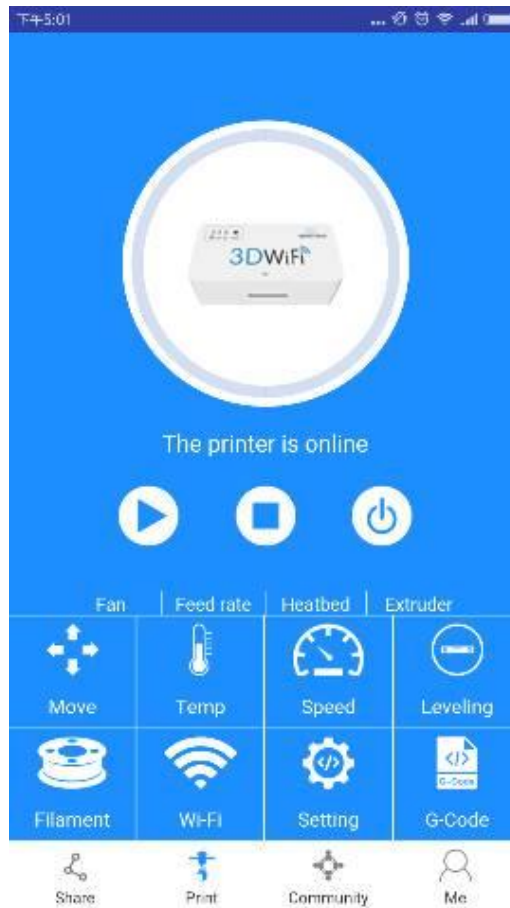 下午5:01
...
3DWiFi
The printer is online
Fan Feed rate Heatbed Extruder
Move Temp Speed Leveling
G-Code
Filament Wi-Fi Setting G-Code
Share Print Community Me